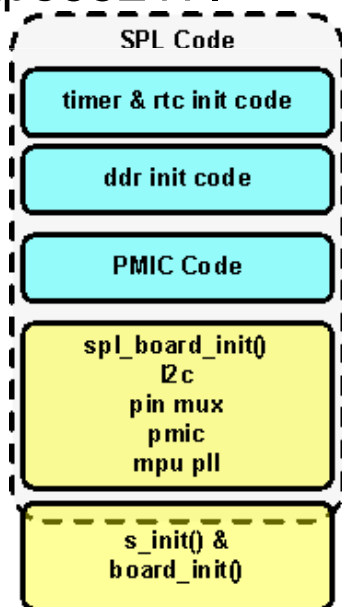 SPL Code
timer & rtc init code
ddr init code
PMIC Code
spl_board_init()
I2c
pin mux
pmic
mpu pll
s_init() &
board_init()